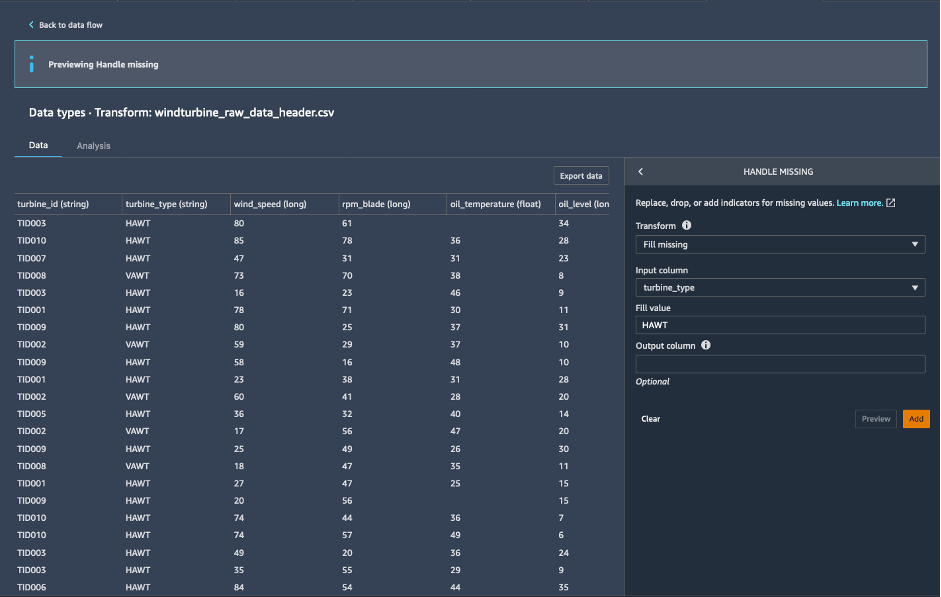 Back to data flow
Previewing Handle missing
Data types · Transform: windturbine_raw_data_header.csv
Data Analysis
Export data
turbine_id (string) turbine_type (string) wind_speed (long) rpm_blade (long) oil_temperature (float) oil_level (lon
TID003 HAWT 80 61 34
TID010 HAWT 85 78 36 28
TID007 HAWT 47 31 31 23
TID008 VAWT 73 70 38 8
TID003 HAWT 16 23 46 9
TID001 HAWT 78 71 30 11
TID009 HAWT 80 25 37 31
TID002 VAWT 59 29 37 10
TID009 HAWT 58 16 48 10
TID001 HAWT 23 38 31 28
TID002 VAWT 60 41 28 20
TID005 HAWT 36 32 40 14
TID002 VAWT 17 56 47 20
TID009 HAWT 25 49 26 30
TID008 VAWT 18 47 35 11
TID001 HAWT 27 47 25 15
TID009 HAWT 20 56 15
TID010 HAWT 74 44 36 7
TID010 HAWT 74 57 49 6
TID003 HAWT 49 20 36 24
TID003 HAWT 35 55 29 9
TID006 HAWT 84 54 44 35
HANDLE MISSING
Replace, drop, or add indicators for missing values. Learn more.
Transform
Fill missing
Input column
turbine_type
Fill value
HAWT
Output column
Optional
Clear Preview Add